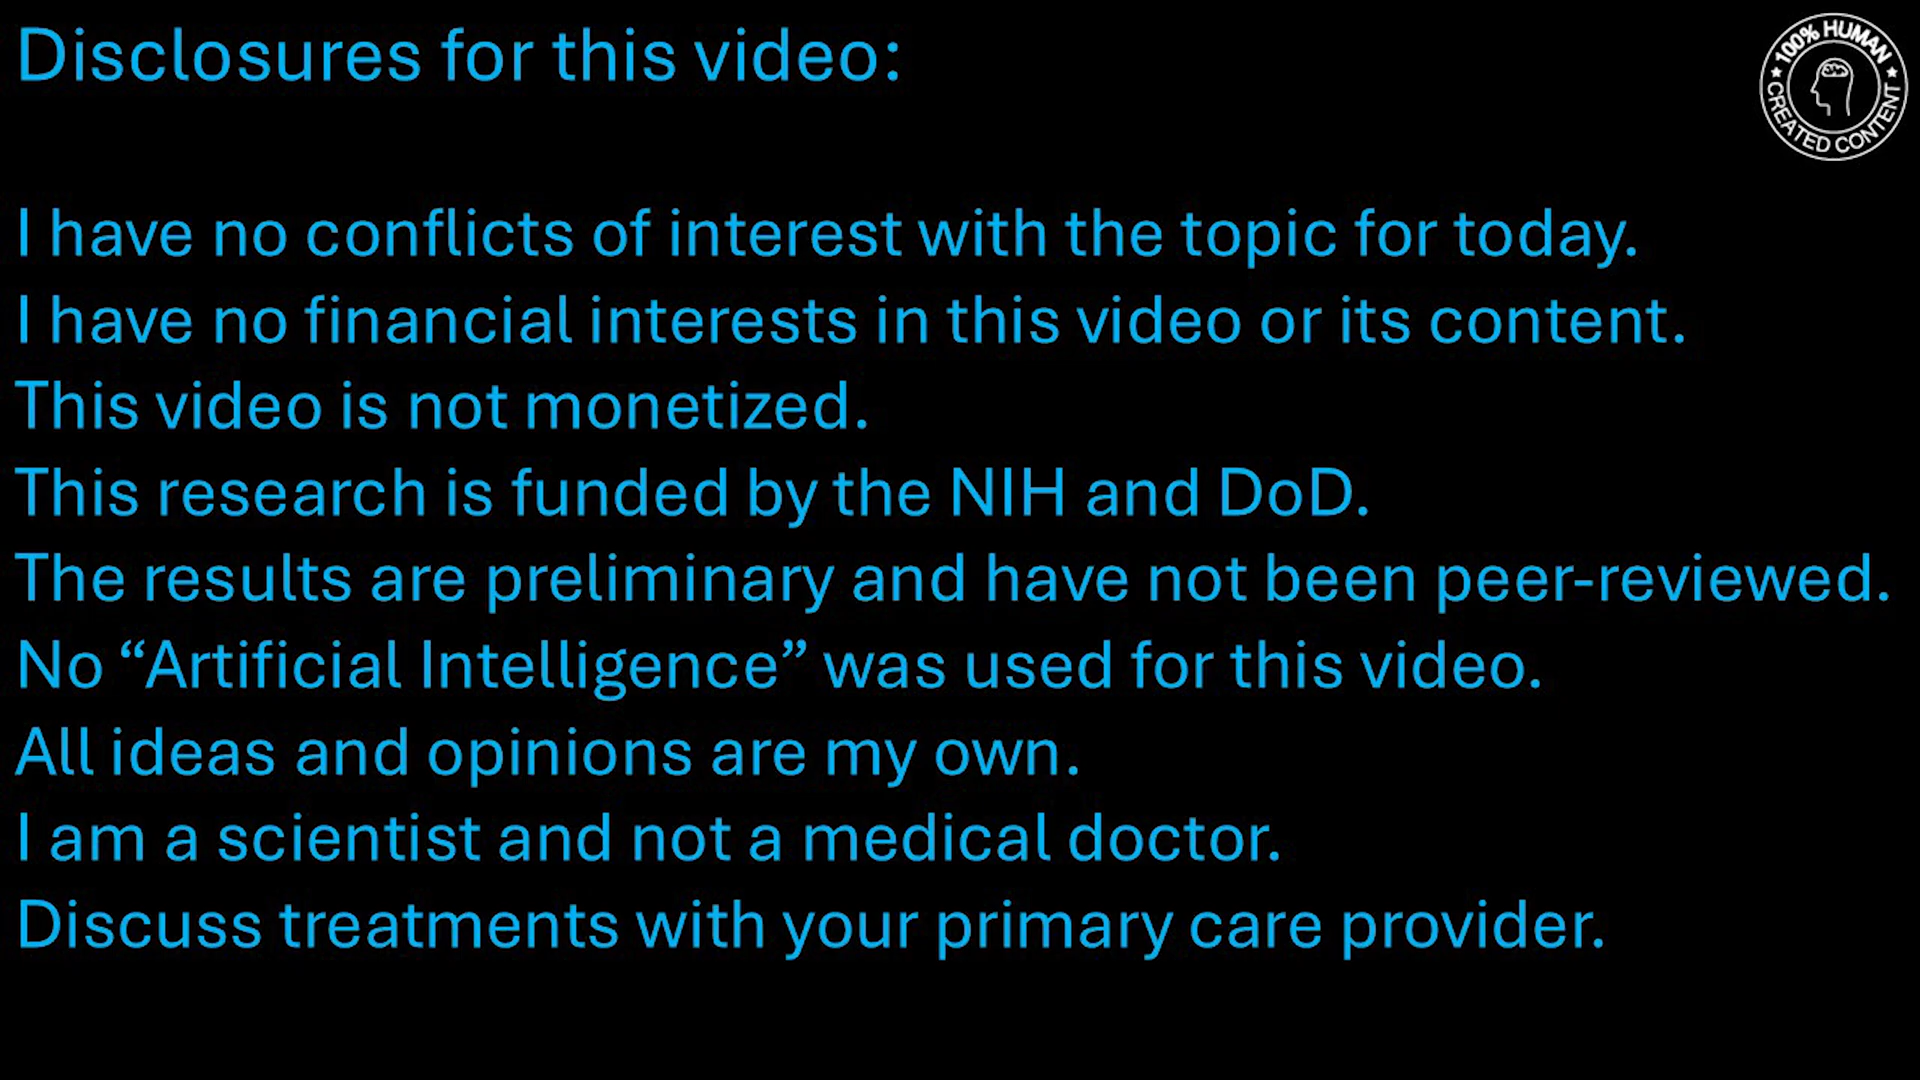 Disclosures for this video:
100% HUMAN
CREATED CONTENT
I have no conflicts of interest with the topic for today.
I have no financial interests in this video or its content.
This video is not monetized.
This research is funded by the NIH and DoD.
The results are preliminary and have not been peer-reviewed.
No “Artificial Intelligence” was used for this video.
All ideas and opinions are my own.
I am a scientist and not a medical doctor.
Discuss treatments with your primary care provider.